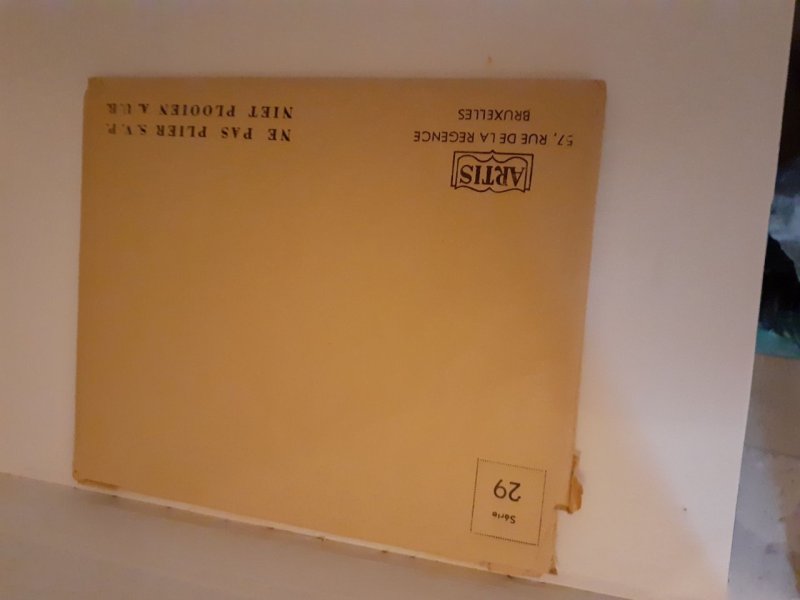 Série
29
ARTIS
57, RUE DE LA REGENCE
BRUXELLES
NE PAS PLIER S.V.P.
NIET PLOOIEN A.U.B.